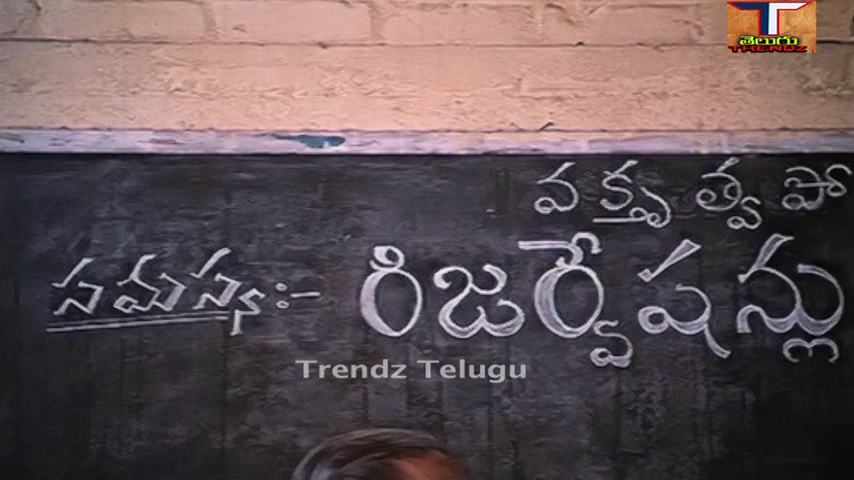 తెలుగు
TRENDZ
వక్తృత్వ పో
సమస్య :- రిజర్వేషన్లు
Trendz Telugu